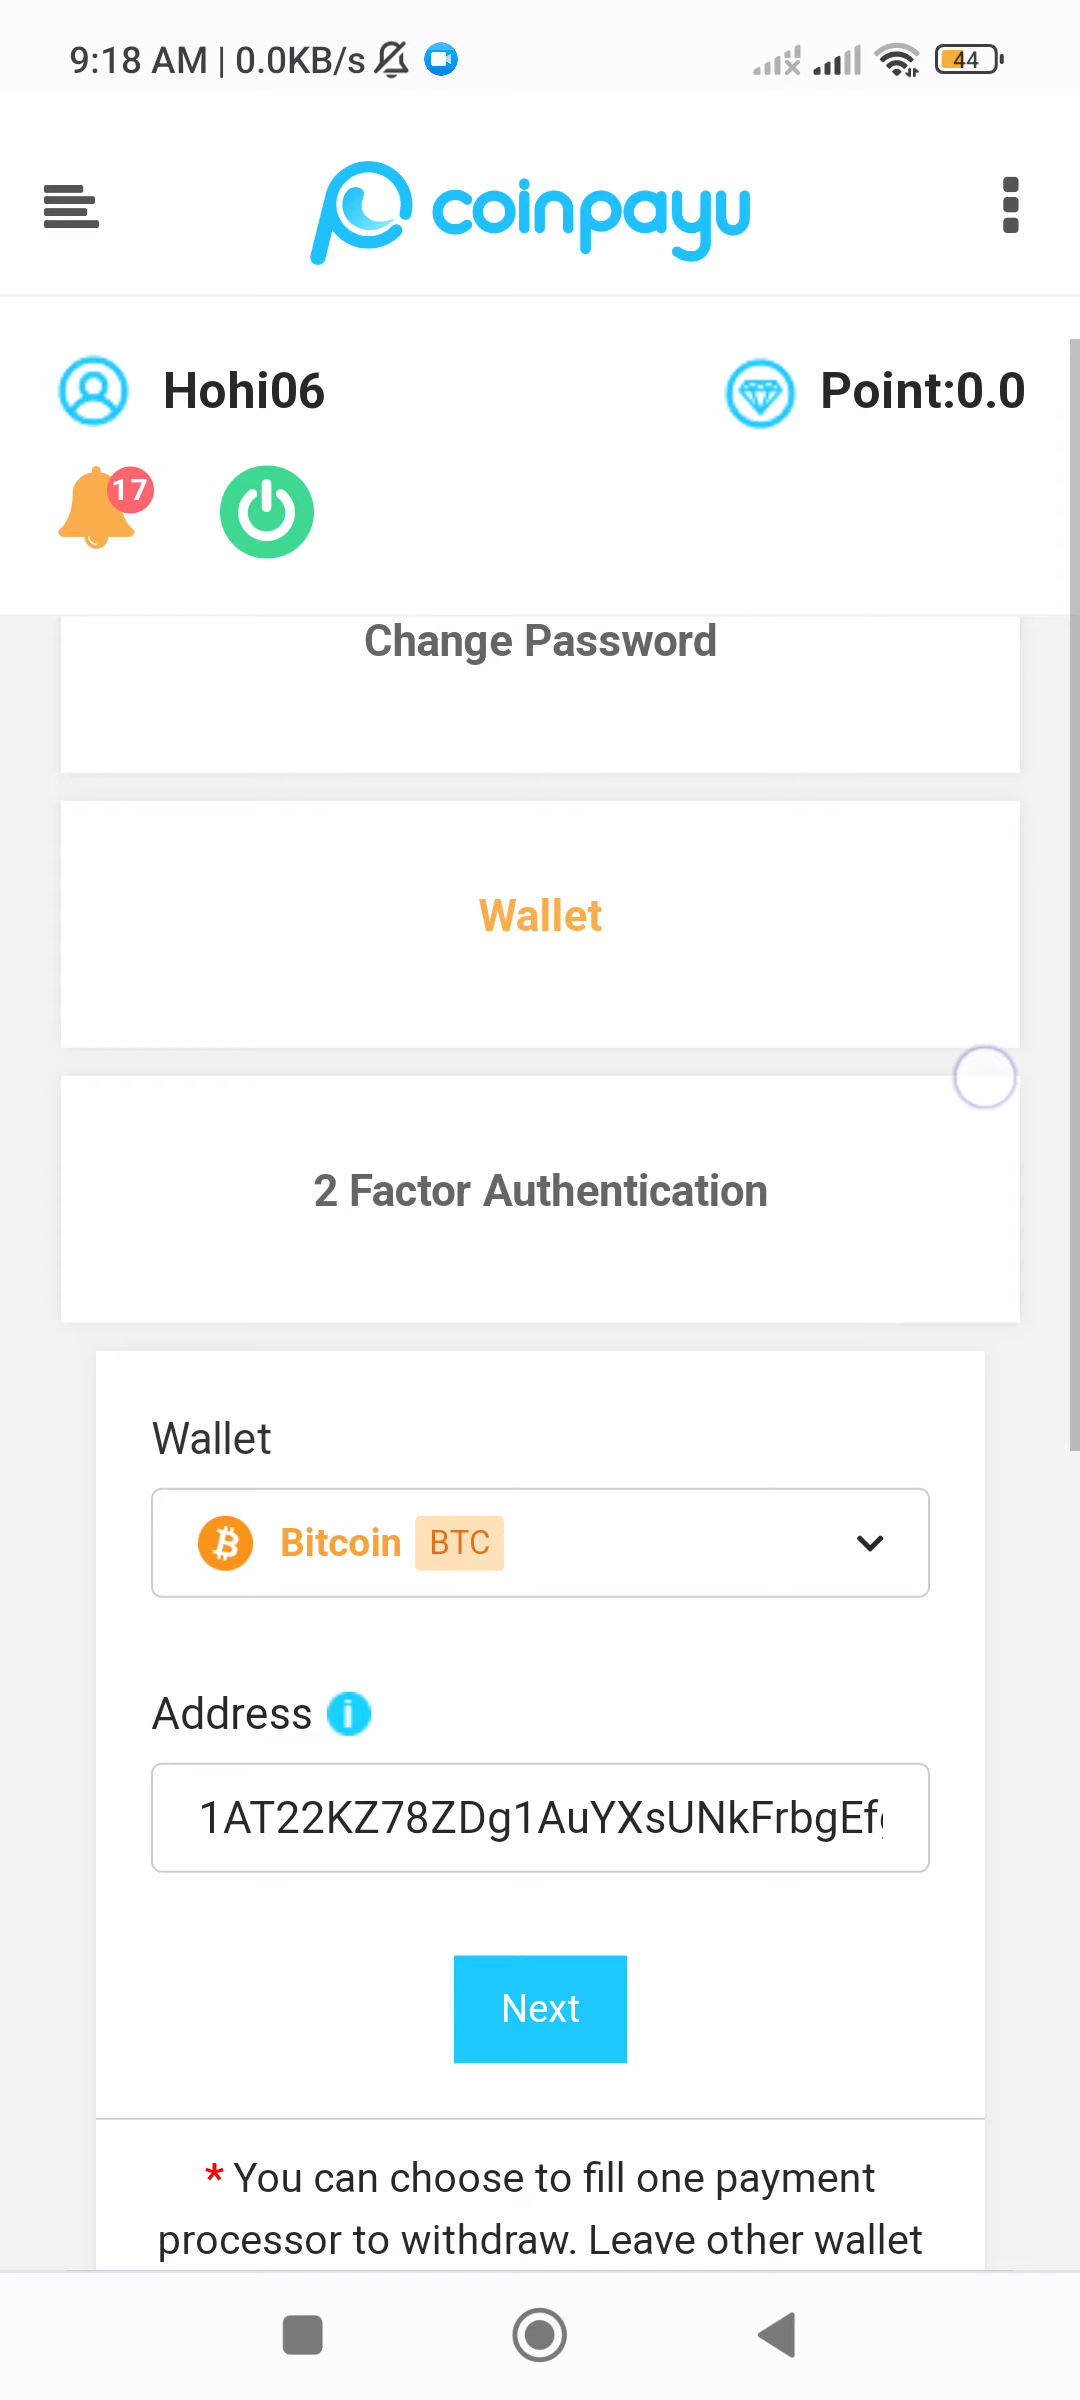 9:18 AM | 0.0KB/s
44
coinpayu
Hohi06
Point:0.0
17
Change Password
Wallet
2 Factor Authentication
Wallet
Bitcoin BTC
Address
1AT22KZ78ZDg1AuYXsUNkFrbgEf
Next
* You can choose to fill one payment
processor to withdraw. Leave other wallet